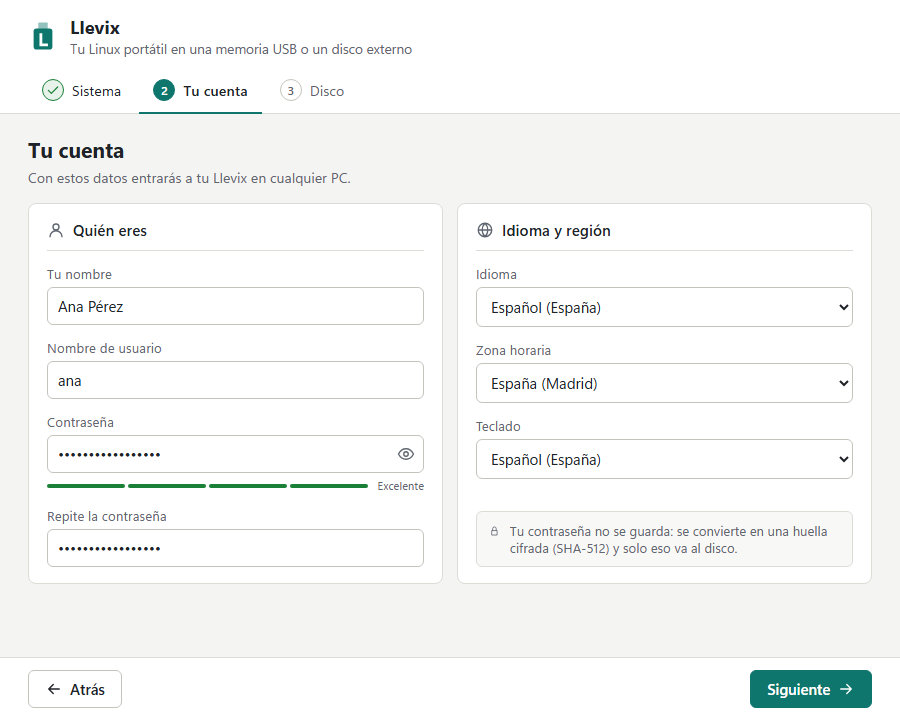 L
Llevix
Tu Linux portátil en una memoria USB o un disco externo
Sistema
2 Tu cuenta
3 Disco
Tu cuenta
Con estos datos entrarás a tu Llevix en cualquier PC.
Quién eres
Tu nombre
Ana Pérez
Nombre de usuario
ana
Contraseña
••••••••••••••••
Excelente
Repite la contraseña
••••••••••••••••
Idioma y región
Idioma
Español (España)
Zona horaria
España (Madrid)
Teclado
Español (España)
Tu contraseña no se guarda: se convierte en una huella
cifrada (SHA-512) y solo eso va al disco.
← Atrás
Siguiente →